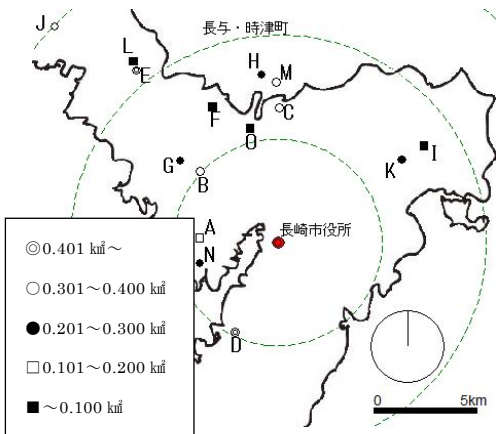 J
長与・時津町
L
H
E
M
F
C
O
I
G
K
B
A
長崎市役所
N
D
◎0.401 k㎡～
○0.301～0.400 k㎡
●0.201～0.300 k㎡
□0.101～0.200 k㎡
■～0.100 k㎡
0 5km